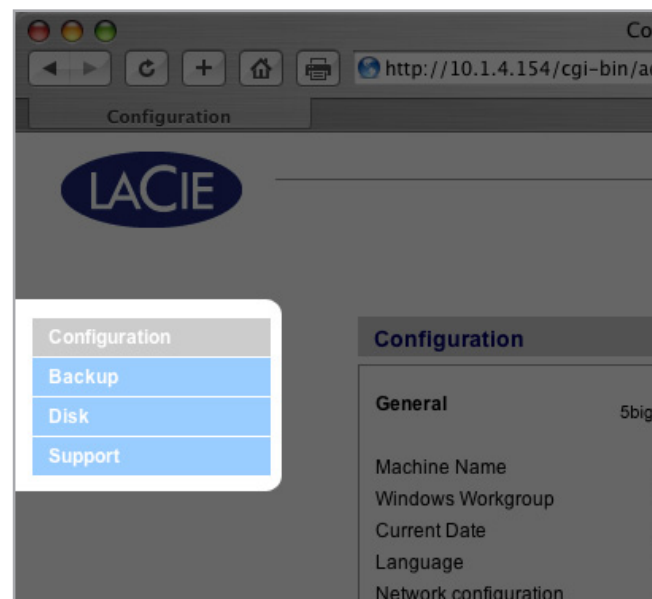 Co
http://10.1.4.154/cgi-bin/a
Configuration
LACIE
Configuration
Backup
Disk
Support
Configuration
General
5big
Machine Name
Windows Workgroup
Current Date
Language
Network configuration